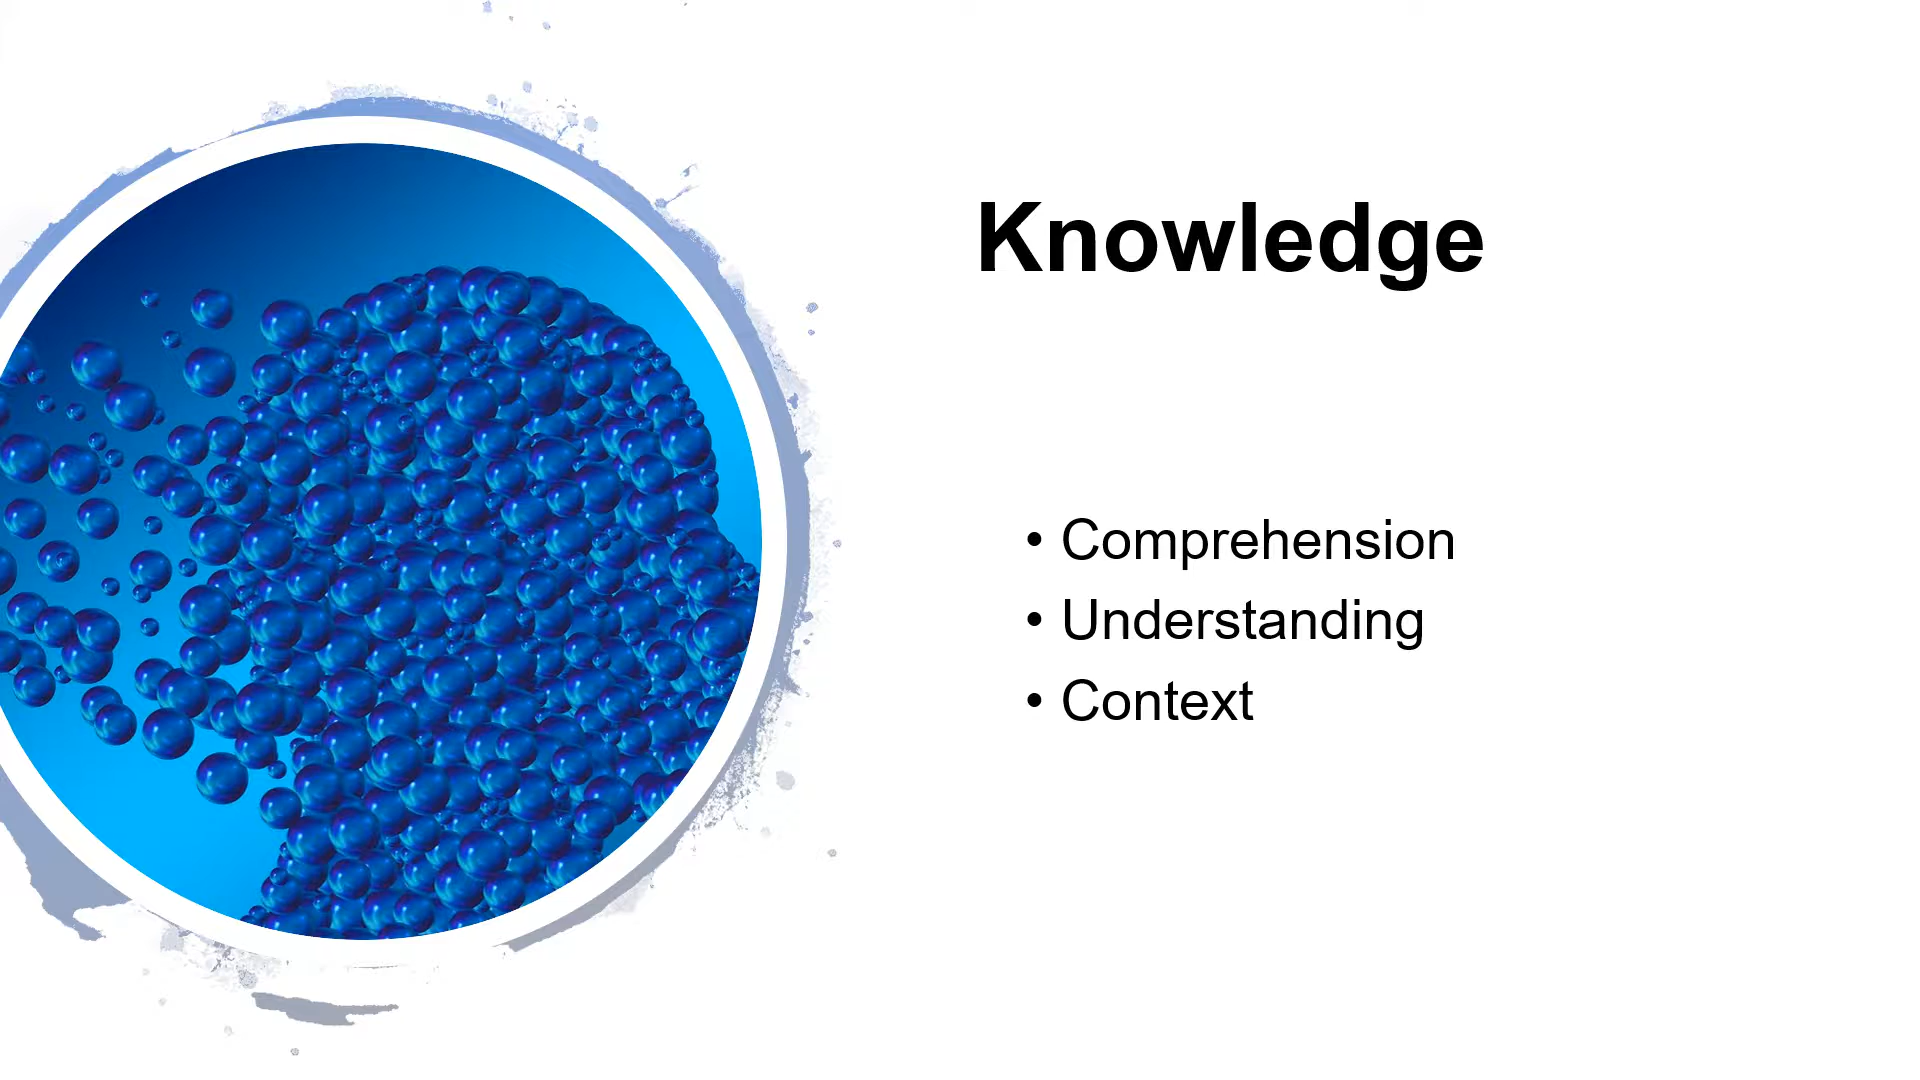 Knowledge
• Comprehension
• Understanding
• Context